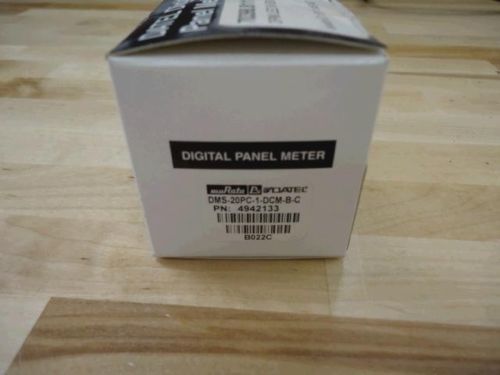 DIGITAL PANEL METER
muRata DATEL
DMS-20PC-1-DCM-B-C
PN: 4942133
B022C